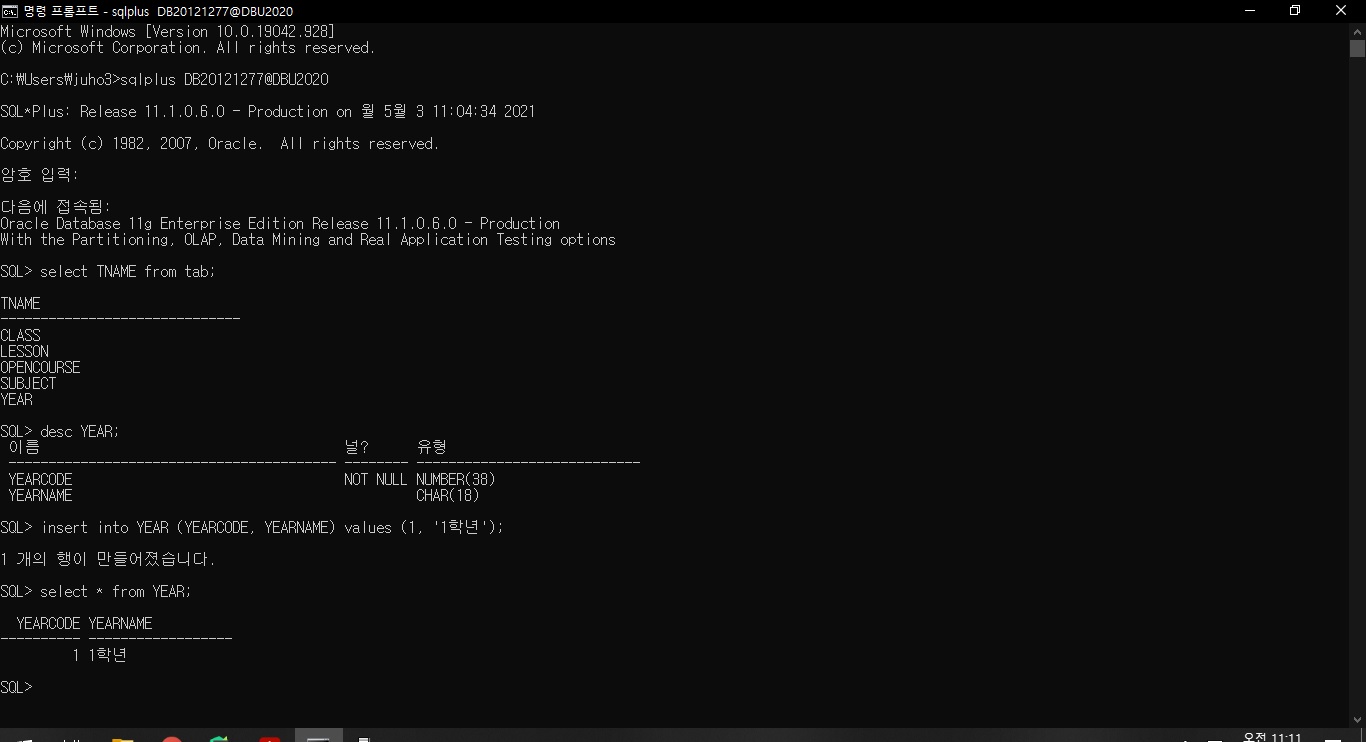 명령 프롬프트 - sqlplus DB20121277@DBU2020
Microsoft Windows [Version 10.0.19042.928]
(c) Microsoft Corporation. All rights reserved.
C:₩Users₩juho3>sqlplus DB20121277@DBU2020
SQL*Plus: Release 11.1.0.6.0 - Production on 월 5월 3 11:04:34 2021
Copyright (c) 1982, 2007, Oracle.  All rights reserved.
암호 입력:
다음에 접속됨:
Oracle Database 11g Enterprise Edition Release 11.1.0.6.0 - Production
With the Partitioning, OLAP, Data Mining and Real Application Testing options
SQL> select TNAME from tab;
TNAME
------------------------------
CLASS
LESSON
OPENCOURSE
SUBJECT
YEAR
SQL> desc YEAR;
이름 널? 유형
----------------------------------------- -------- ----------------------------
YEARCODE NOT NULL NUMBER(38)
YEARNAME CHAR(18)
SQL> insert into YEAR (YEARCODE, YEARNAME) values (1, '1학년');
1 개의 행이 만들어졌습니다.
SQL> select * from YEAR;
YEARCODE YEARNAME
---------- ------------------
1 1학년
SQL>
오전 11:11